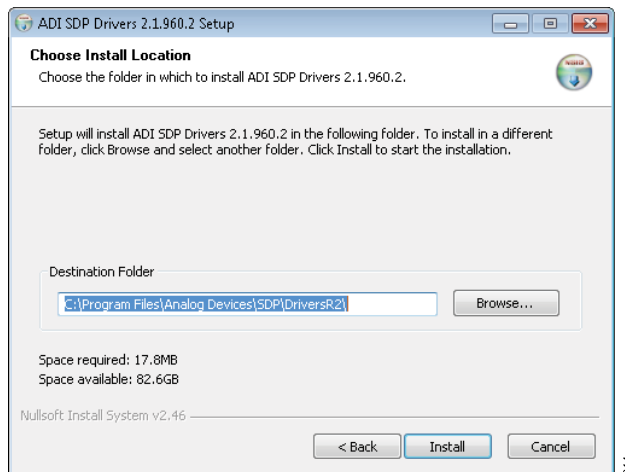 ADI SDP Drivers 2.1.960.2 Setup
Choose Install Location
Choose the folder in which to install ADI SDP Drivers 2.1.960.2.
Setup will install ADI SDP Drivers 2.1.960.2 in the following folder. To install in a different
folder, click Browse and select another folder. Click Install to start the installation.
Destination Folder
C:\Program Files\Analog Devices\SDP\DriversR2\
Browse...
Space required: 17.8MB
Space available: 82.6GB
Nullsoft Install System v2.46
< Back
Install
Cancel